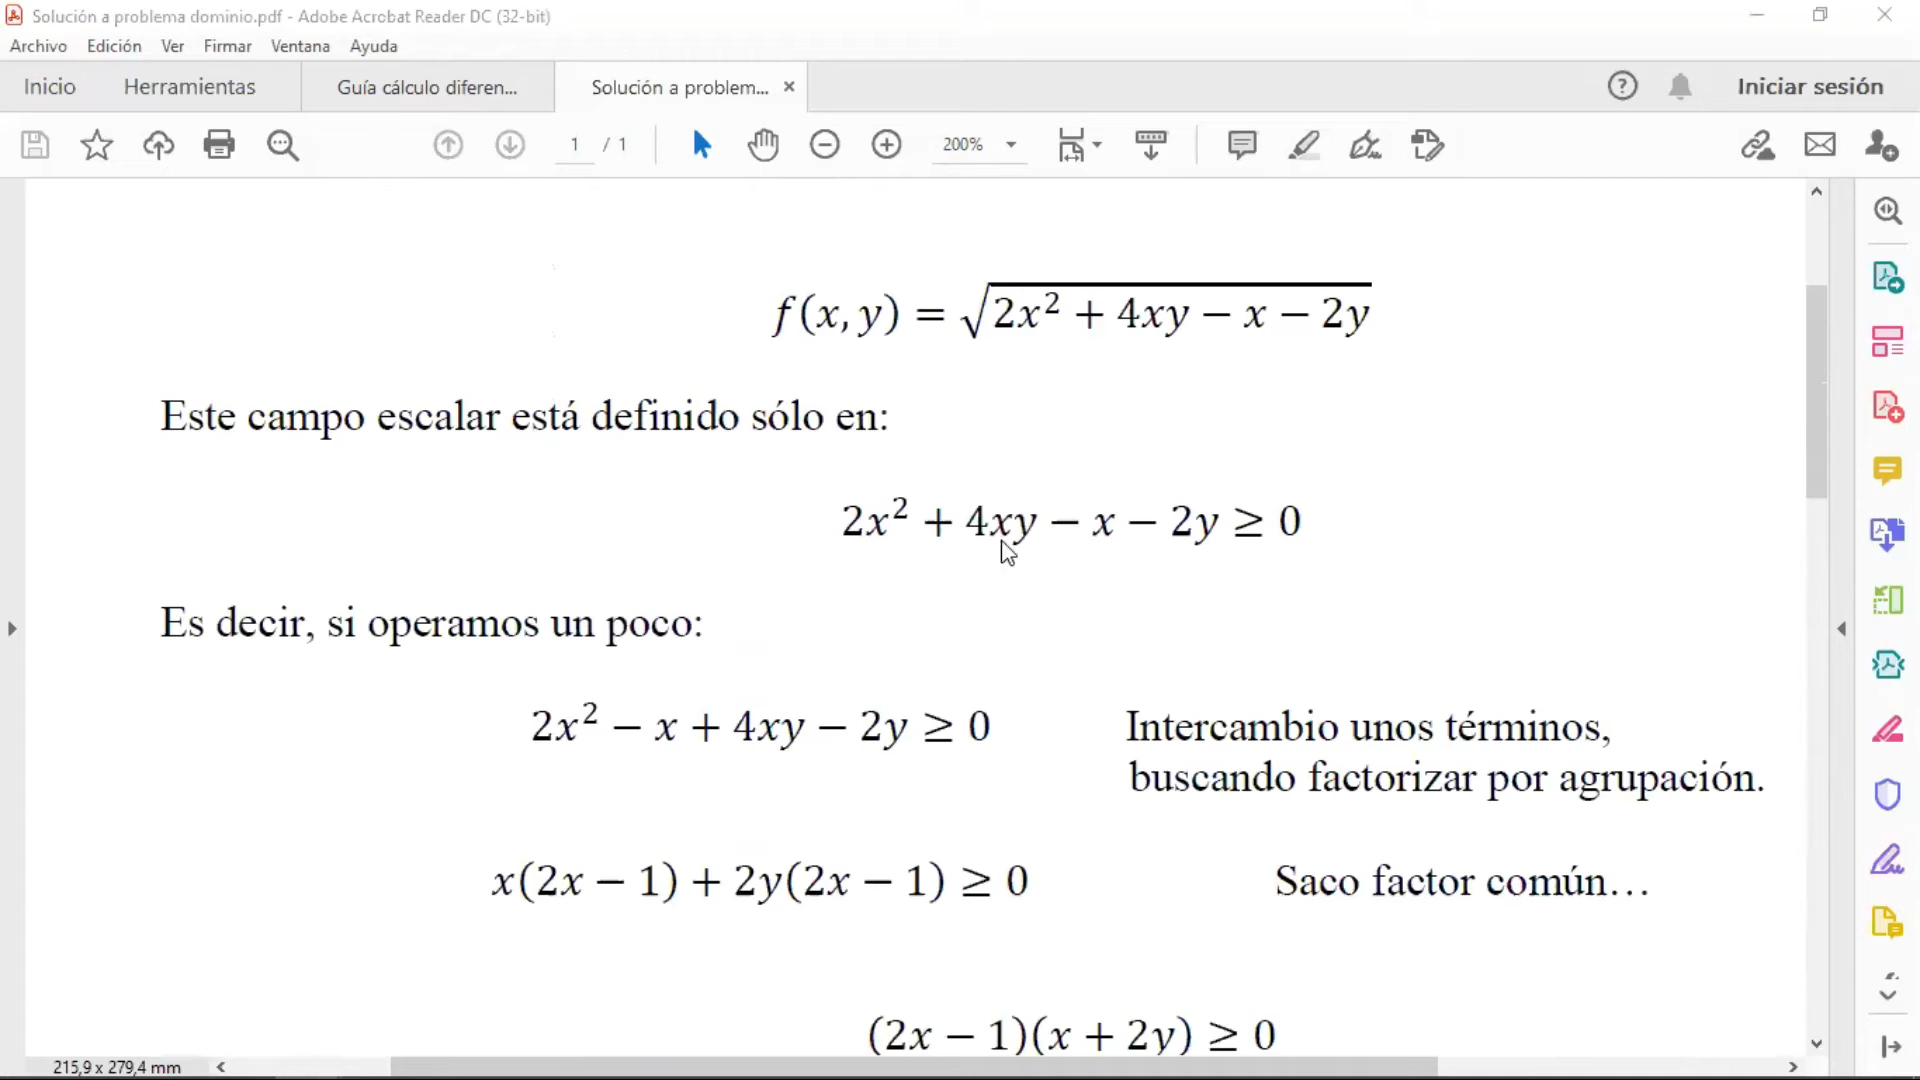 Solución a problema dominio.pdf - Adobe Acrobat Reader DC (32-bit)
Archivo Edición Ver Firmar Ventana Ayuda
Inicio Herramientas Guía cálculo diferen... Solución a problem... × Iniciar sesión
1 / 1 200%
f(x, y) = √(2x² + 4xy − x − 2y)
Este campo escalar está definido sólo en:
2x² + 4xy − x − 2y ≥ 0
Es decir, si operamos un poco:
2x² − x + 4xy − 2y ≥ 0 Intercambio unos términos,
buscando factorizar por agrupación.
x(2x − 1) + 2y(2x − 1) ≥ 0 Saco factor común…
(2x − 1)(x + 2y) ≥ 0
215,9 x 279,4 mm